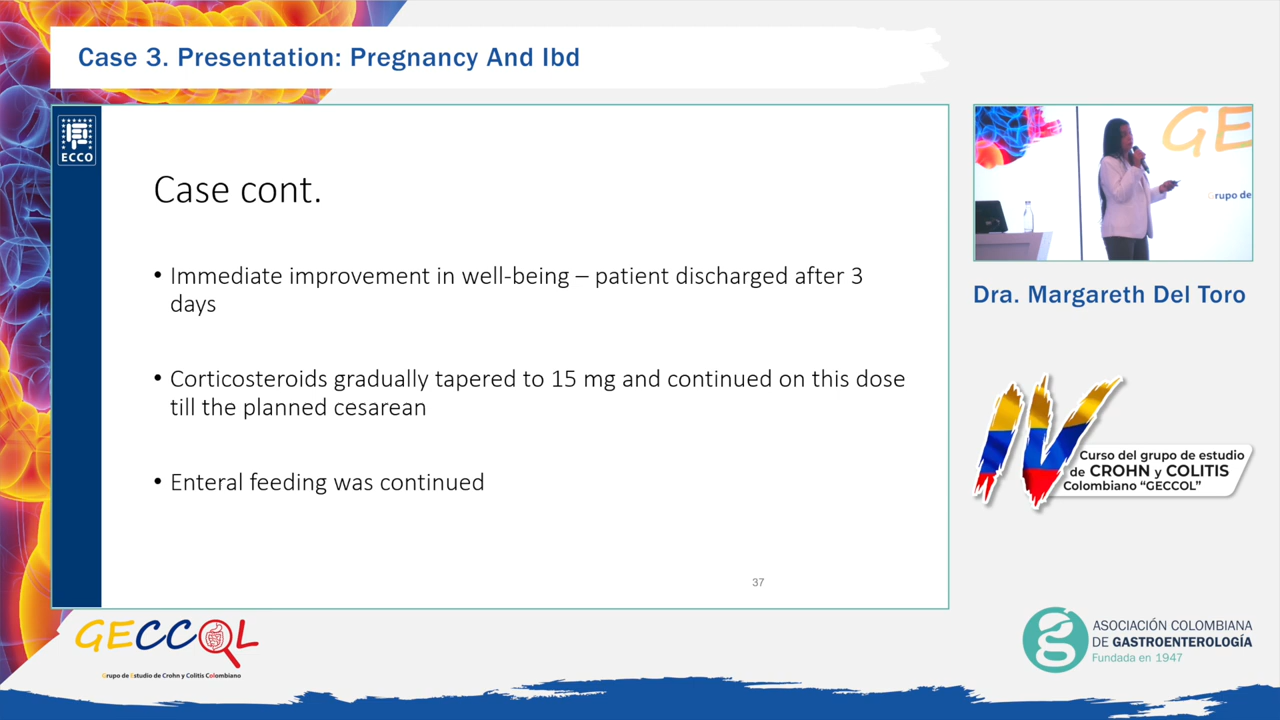 Case 3. Presentation: Pregnancy And Ibd
ECCO
Case cont.
• Immediate improvement in well-being – patient discharged after 3
days
• Corticosteroids gradually tapered to 15 mg and continued on this dose
till the planned cesarean
• Enteral feeding was continued
37
GE
Grupo de
Dra. Margareth Del Toro
IV
Curso del grupo de estudio
de CROHN y COLITIS
Colombiano “GECCOL”
GECCOL
Grupo de Estudio de Crohn y Colitis Colombiano
ASOCIACIÓN COLOMBIANA
DE GASTROENTEROLOGÍA
Fundada en 1947